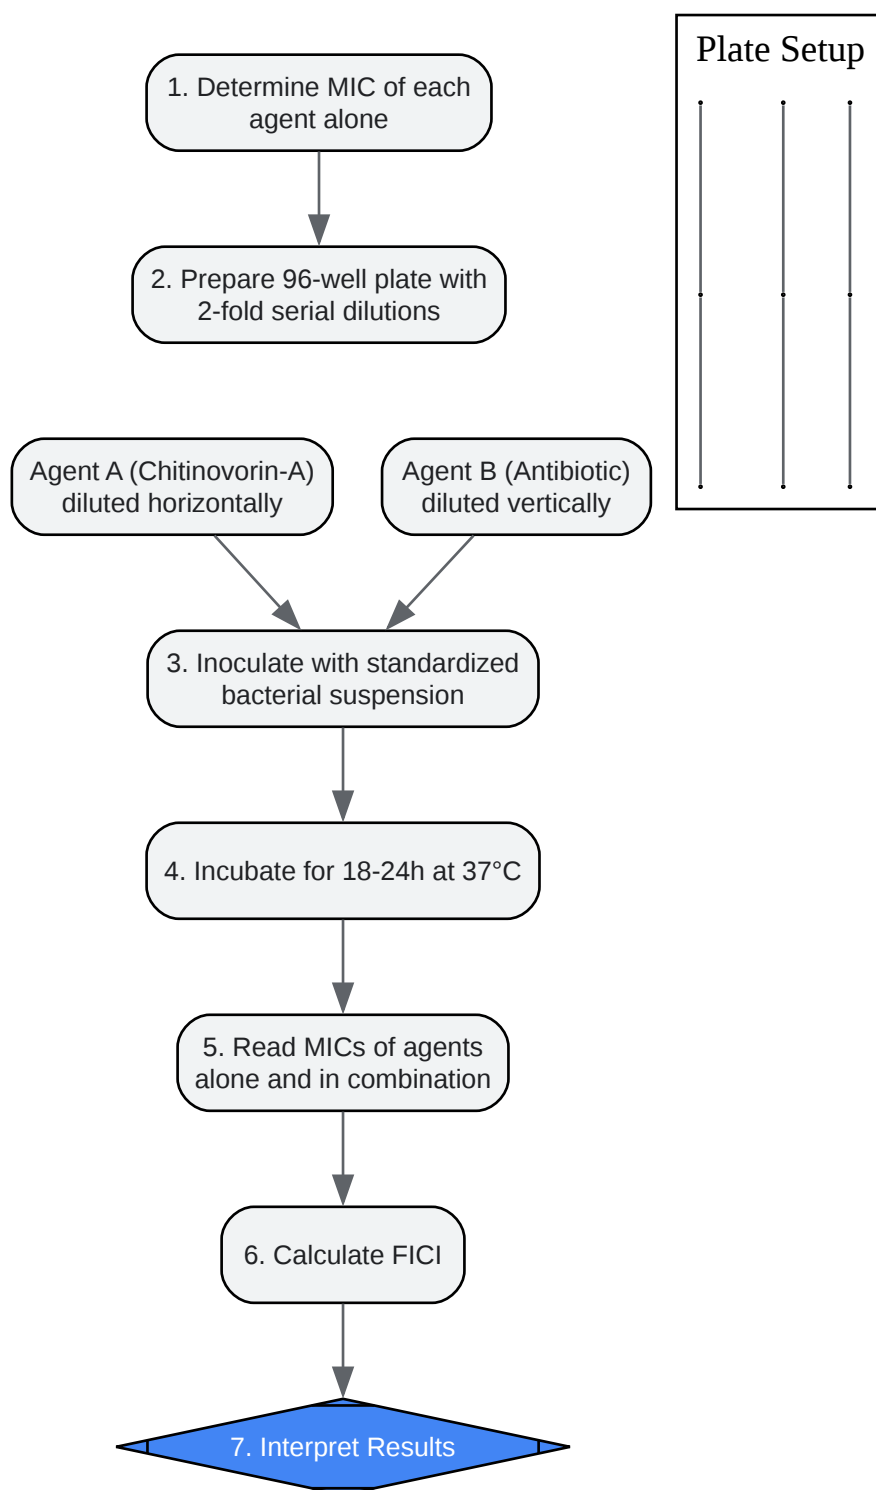 1. Determine MIC of each
agent alone
Plate Setup
2. Prepare 96-well plate with
2-fold serial dilutions
Agent A (Chitinovorin-A)
diluted horizontally
Agent B (Antibiotic)
diluted vertically
3. Inoculate with standardized
bacterial suspension
4. Incubate for 18-24h at 37°C
5. Read MICs of agents
alone and in combination
6. Calculate FICI
7. Interpret Results